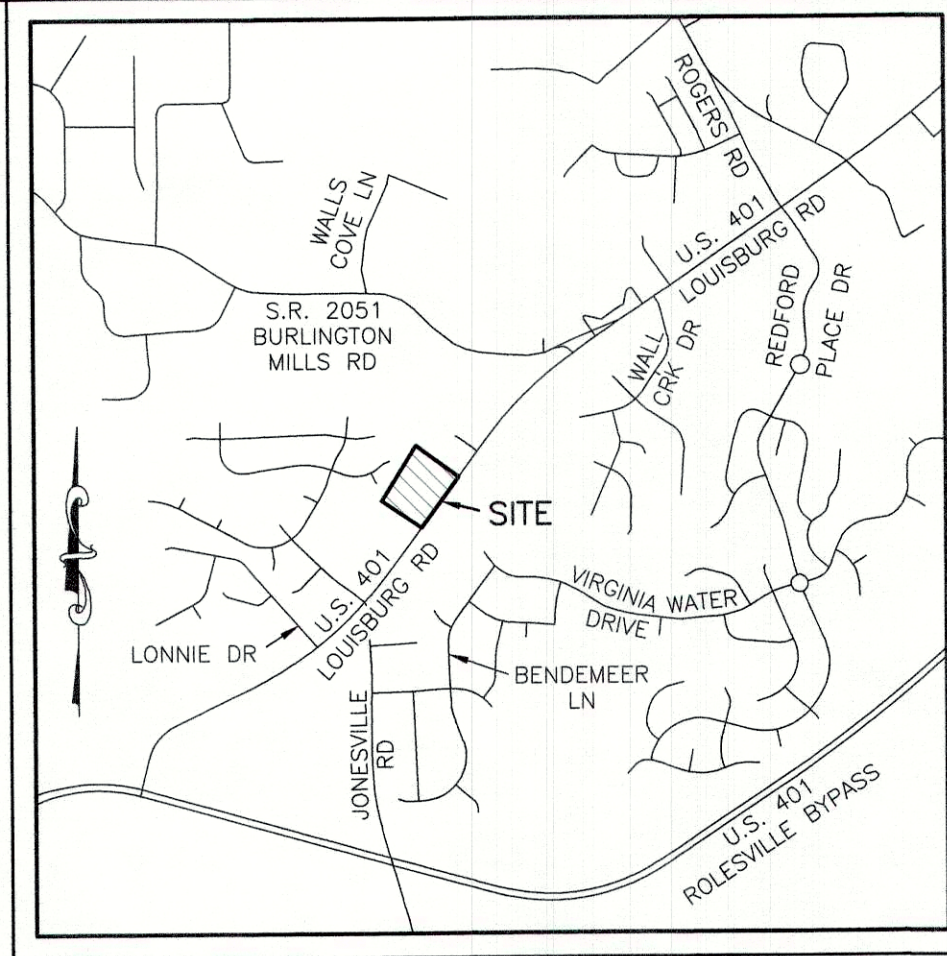 ROGERS RD
WALLS
COVE LN
U.S. 401
LOUISBURG RD
S.R. 2051
BURLINGTON
MILLS RD
REDFORD
PLACE DR
WALL
CRK DR
SITE
U.S. 401
LOUISBURG RD
VIRGINIA WATER
DRIVE
LONNIE DR
BENDEMEER
LN
JONESVILLE
RD
U.S. 401
ROLESVILLE BYPASS